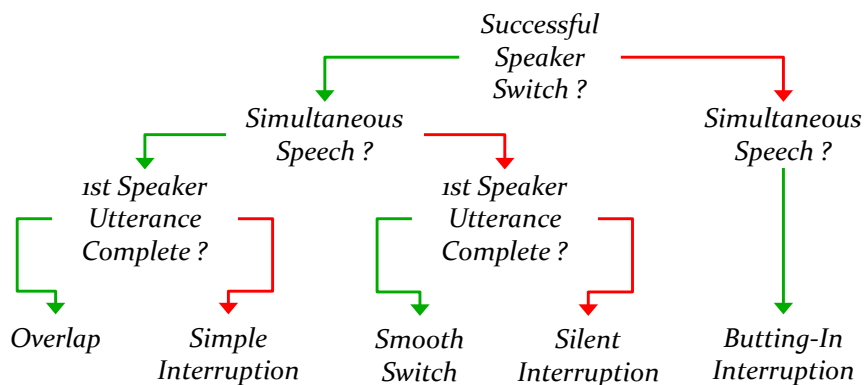 Successful
Speaker
Switch ?
Simultaneous
Speech ?
Simultaneous
Speech ?
1st Speaker
Utterance
Complete ?
1st Speaker
Utterance
Complete ?
Overlap
Simple
Interruption
Smooth
Switch
Silent
Interruption
Butting-In
Interruption